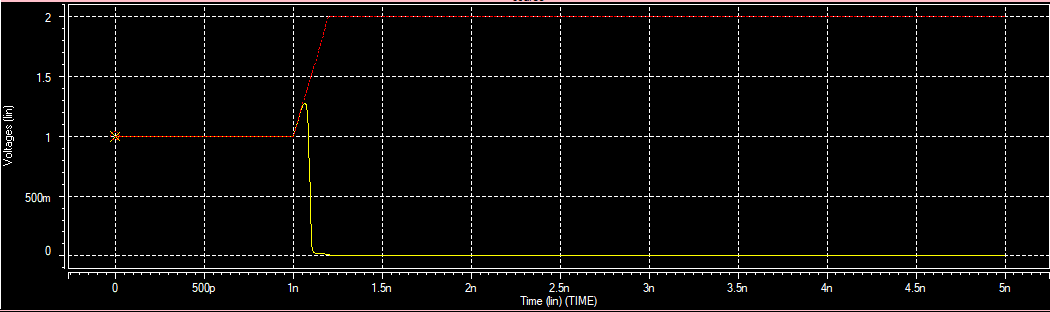 2
1.5
1
500m
0
Voltages (lin)
0 500p 1n 1.5n 2n 2.5n 3n 3.5n 4n 4.5n 5n
Time (lin) (TIME)